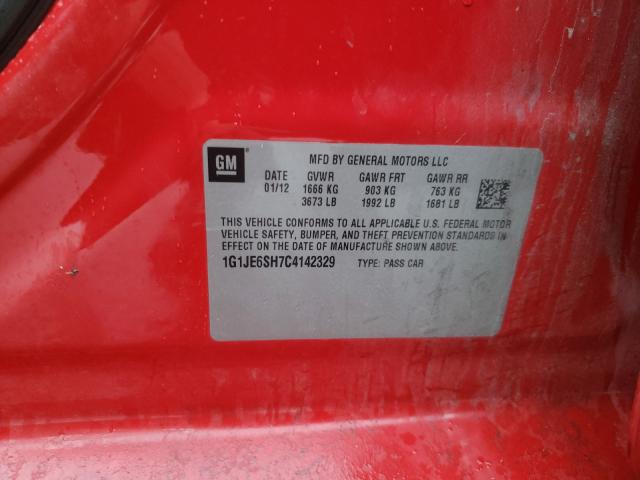 GM
MFD BY GENERAL MOTORS LLC
DATE GVWR GAWR FRT GAWR RR
01/12 1666 KG 903 KG 763 KG
3673 LB 1992 LB 1681 LB
THIS VEHICLE CONFORMS TO ALL APPLICABLE U.S. FEDERAL MOTOR
VEHICLE SAFETY, BUMPER, AND THEFT PREVENTION STANDARDS IN
EFFECT ON THE DATE OF MANUFACTURE SHOWN ABOVE.
1G1JE6SH7C4142329 TYPE: PASS CAR